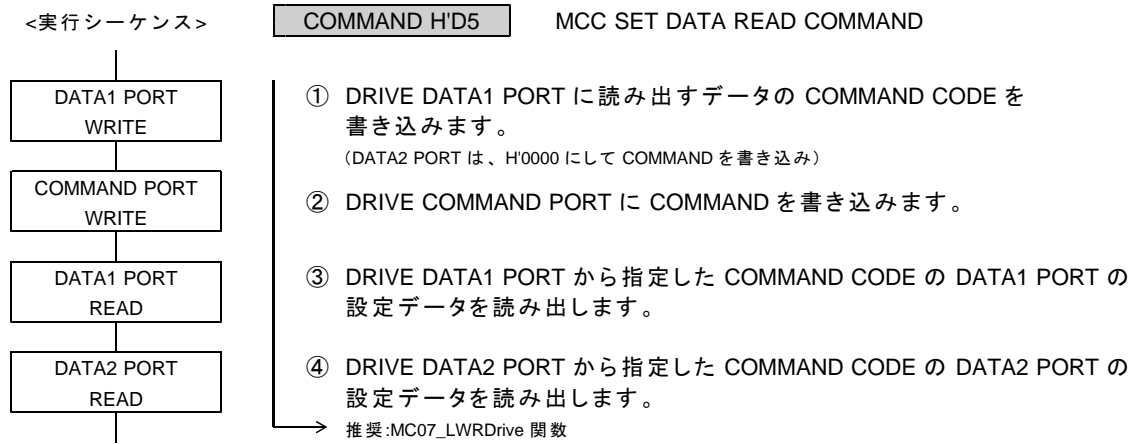 <実行シーケンス>
COMMAND H'D5 MCC SET DATA READ COMMAND
DATA1 PORT
WRITE
① DRIVE DATA1 PORT に読み出すデータの COMMAND CODE を
書き込みます。
(DATA2 PORT は、H'0000 にして COMMAND を書き込み)
COMMAND PORT
WRITE
② DRIVE COMMAND PORT に COMMAND を書き込みます。
DATA1 PORT
READ
③ DRIVE DATA1 PORT から指定した COMMAND CODE の DATA1 PORT の
設定データを読み出します。
DATA2 PORT
READ
④ DRIVE DATA2 PORT から指定した COMMAND CODE の DATA2 PORT の
設定データを読み出します。
推奨:MC07_LWRDrive 関数